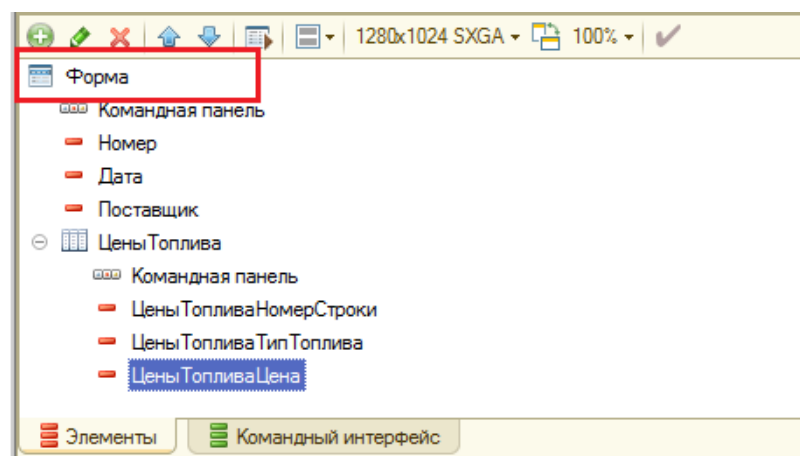 1280x1024 SXGA 100%
Форма
Командная панель
Номер
Дата
Поставщик
ЦеныТоплива
Командная панель
ЦеныТопливаНомерСтроки
ЦеныТопливаТипТоплива
ЦеныТопливаЦена
Элементы Командный интерфейс